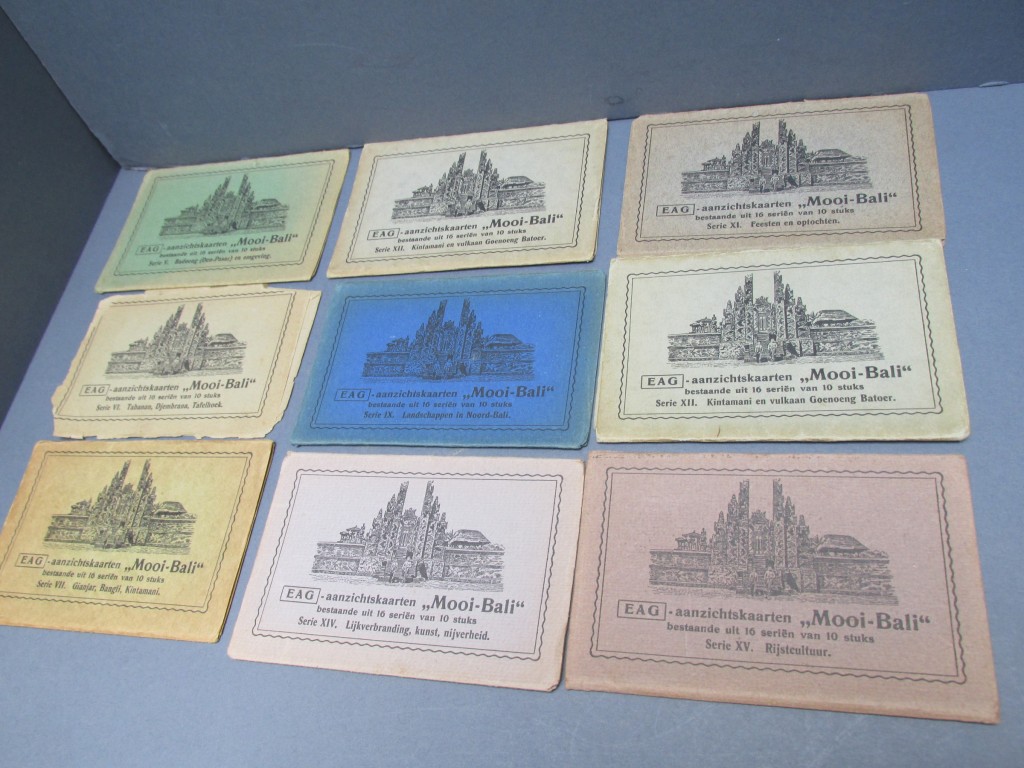 EAG -aanzichtskaarten „Mooi-Bali“
bestaande uit 16 seriën van 10 stuks
Serie X. Badoeng (Den-Pasar) en omgeving.
EAG -aanzichtskaarten „Mooi-Bali“
bestaande uit 16 seriën van 10 stuks
Serie XII. Kintamani en vulkaan Goenoeng Batoer.
EAG -aanzichtskaarten „Mooi-Bali“
bestaande uit 16 seriën van 10 stuks
Serie XI. Feesten en optochten.
EAG -aanzichtskaarten „Mooi-Bali“
bestaande uit 16 seriën van 10 stuks
Serie VI. Tabanan, Djembrana, Tafelhoek.
EAG -aanzichtskaarten „Mooi-Bali“
bestaande uit 16 seriën van 10 stuks
Serie IX. Landschappen in Noord-Bali.
EAG -aanzichtskaarten „Mooi-Bali“
bestaande uit 16 seriën van 10 stuks
Serie XII. Kintamani en vulkaan Goenoeng Batoer.
EAG -aanzichtskaarten „Mooi-Bali“
bestaande uit 16 seriën van 10 stuks
Serie VII. Gianjar, Bangli, Kintamani.
EAG -aanzichtskaarten „Mooi-Bali“
bestaande uit 16 seriën van 10 stuks
Serie XIV. Lijkverbranding, kunst, nijverheid.
EAG -aanzichtskaarten „Mooi-Bali“
bestaande uit 16 seriën van 10 stuks
Serie XV. Rijstcultuur.